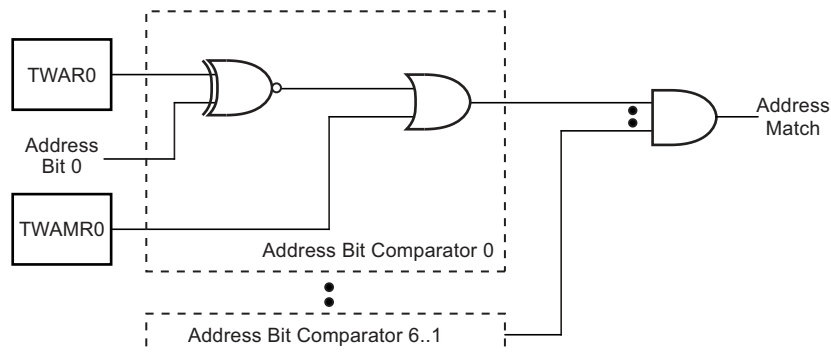 TWAR0
Address
Bit 0
TWAMR0
Address Bit Comparator 0
Address
Match
Address Bit Comparator 6..1